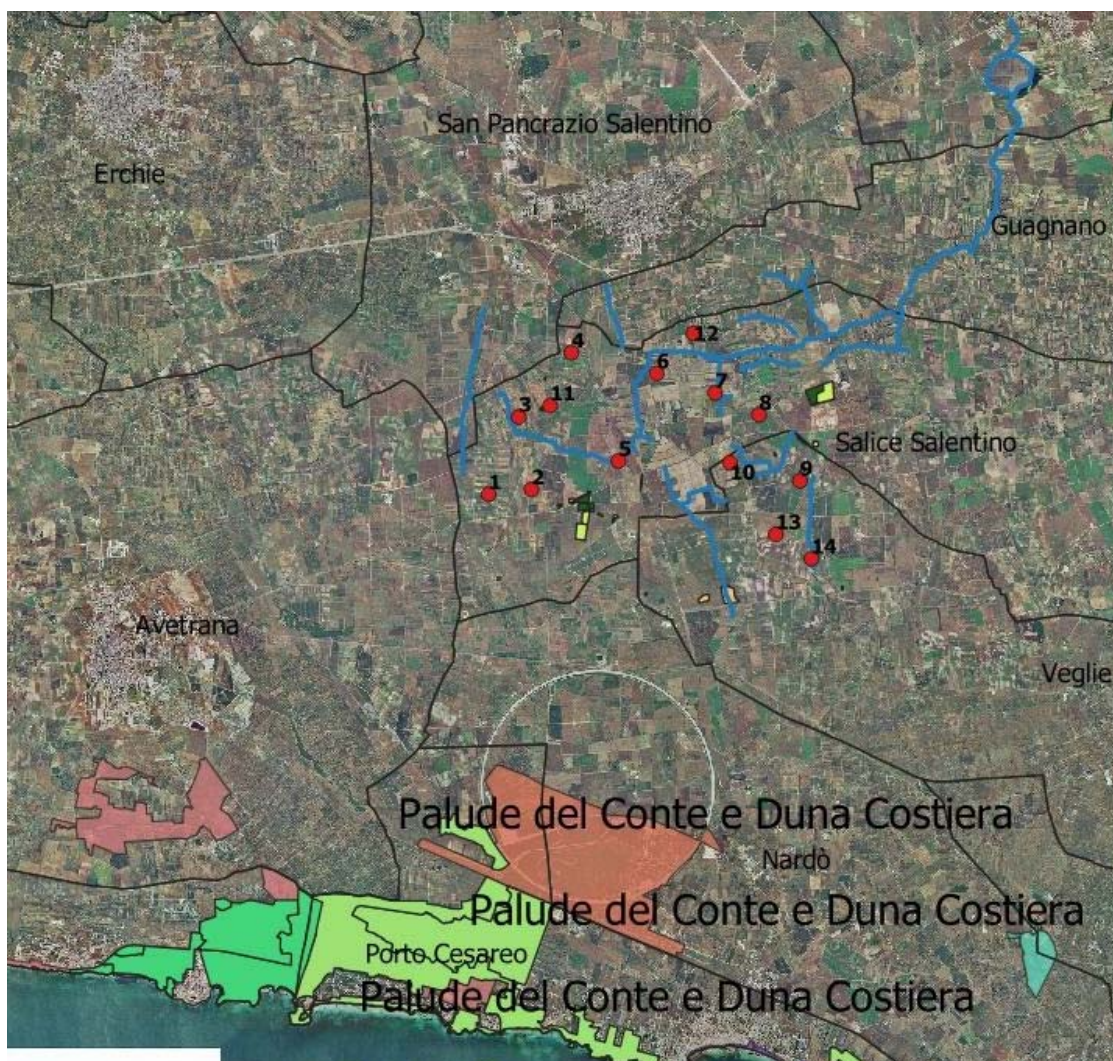 San Pancrazio Salentino
Erchie
Guagnano
12
4
6
7
11
3
8
Salice Salentino
5
10
9
2
1
13
14
Avetrana
Veglie
Palude del Conte e Duna Costiera
Nardò
Palude del Conte e Duna Costiera
Porto Cesareo
Palude del Conte e Duna Costiera